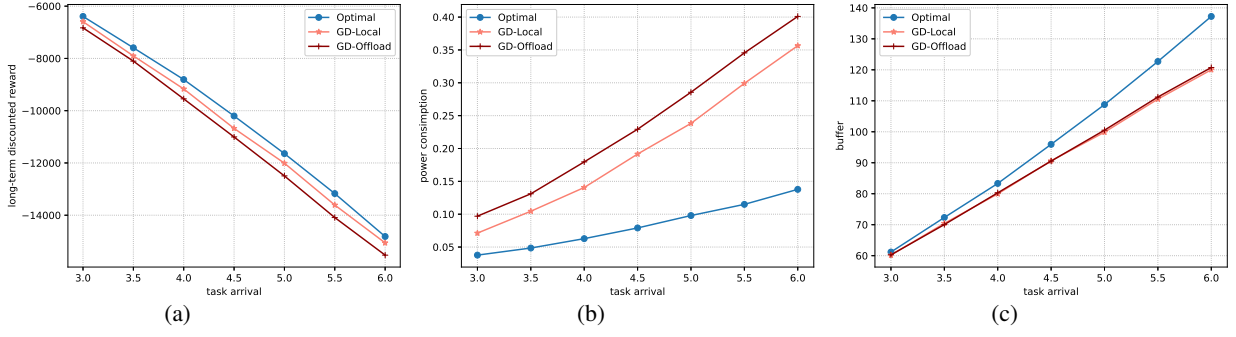 −6000
−8000
−10000
−12000
−14000
long-term discounted reward
Optimal
GD-Local
GD-Offload
3.0 3.5 4.0 4.5 5.0 5.5 6.0
task arrival
(a)
0.40
0.35
0.30
0.25
0.20
0.15
0.10
0.05
power consimption
Optimal
GD-Local
GD-Offload
3.0 3.5 4.0 4.5 5.0 5.5 6.0
task arrival
(b)
140
130
120
110
100
90
80
70
60
buffer
Optimal
GD-Local
GD-Offload
3.0 3.5 4.0 4.5 5.0 5.5 6.0
task arrival
(c)